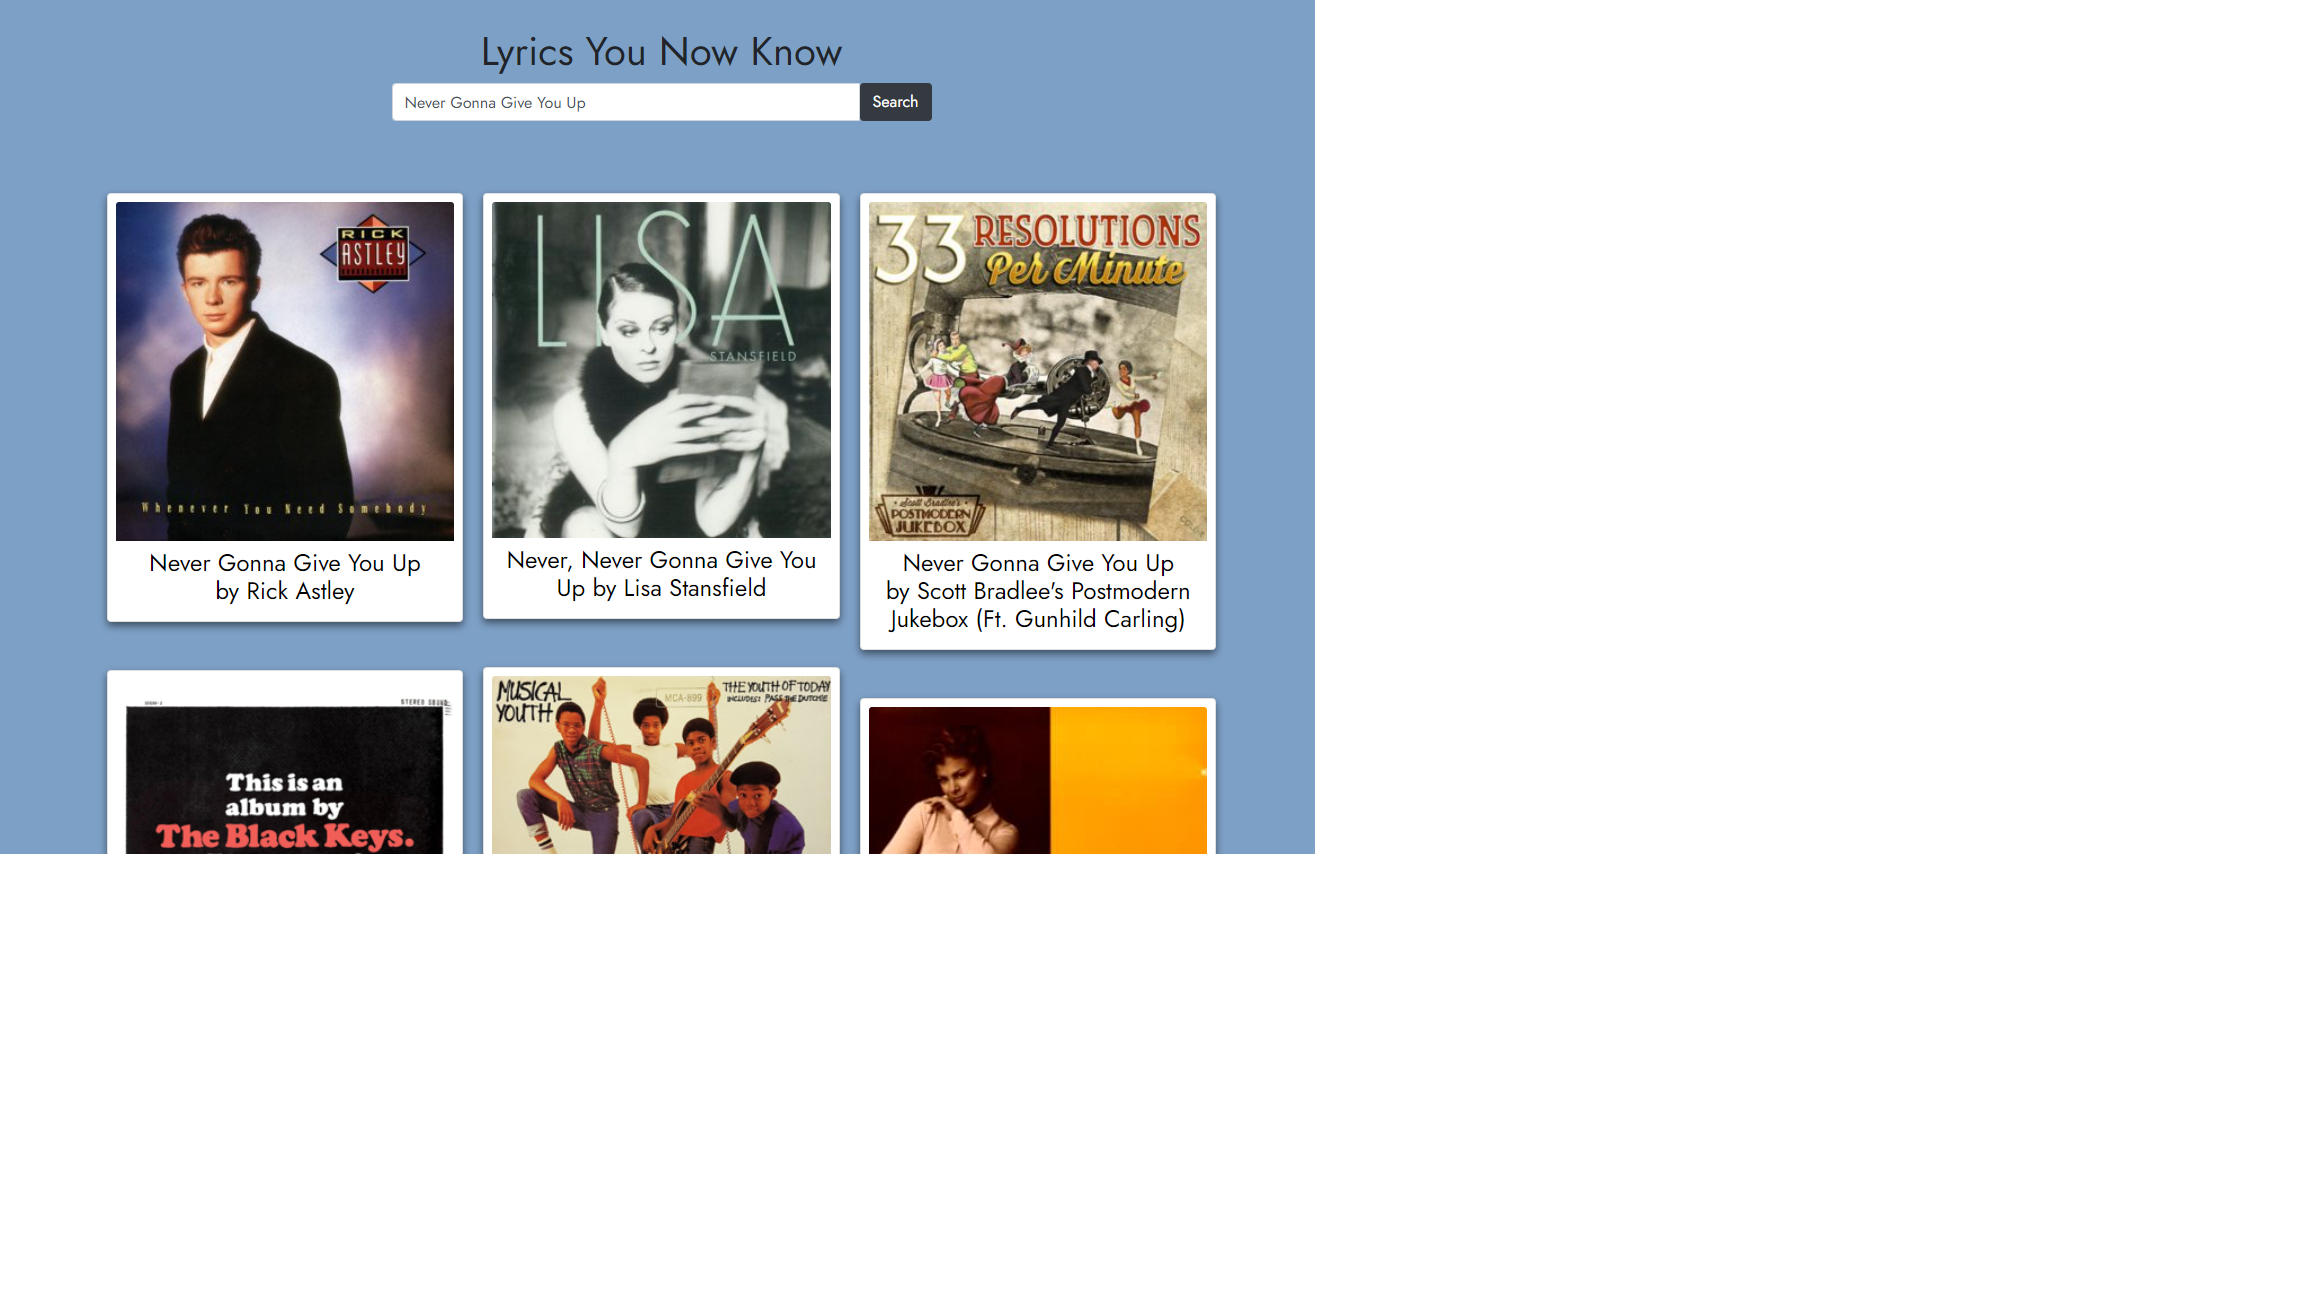 Lyrics You Now Know
Never Gonna Give You Up
Search
RICK
ASTLEY
Whenever You Need Somebody
Never Gonna Give You Up
by Rick Astley
LISA
STANSFIELD
Never, Never Gonna Give You
Up by Lisa Stansfield
33 RESOLUTIONS
Per Minute
Scott Bradlee's
POSTMODERN
JUKEBOX
Never Gonna Give You Up
by Scott Bradlee's Postmodern
Jukebox (Ft. Gunhild Carling)
STEREO
This is an
album by
The Black Keys.
MUSICAL
YOUTH
MCA-899
THE YOUTH OF TODAY
INCLUDES: PASS THE DUTCHIE